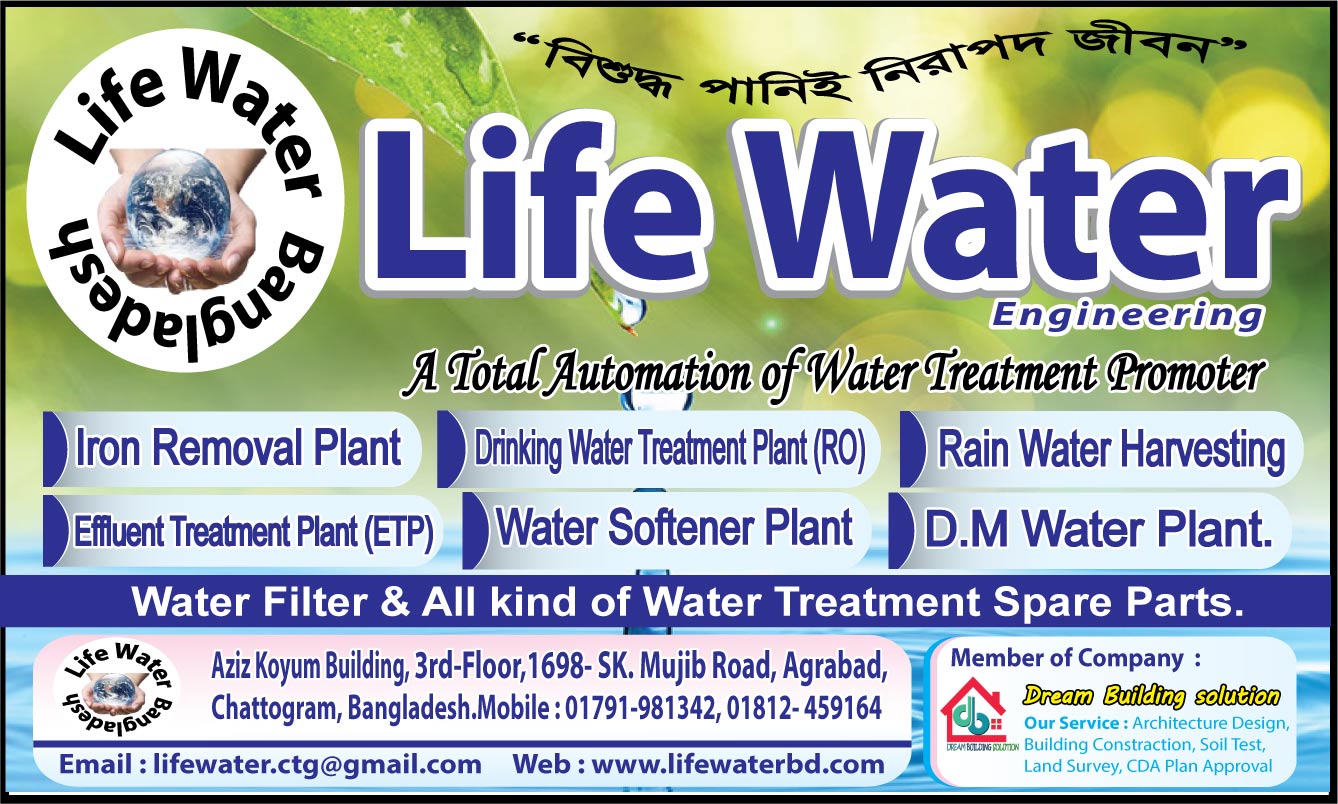 Life Water Bangladesh
“বিশুদ্ধ পানিই নিরাপদ জীবন”
Life Water
Engineering
A Total Automation of Water Treatment Promoter
Iron Removal Plant
Drinking Water Treatment Plant (RO)
Rain Water Harvesting
Effluent Treatment Plant (ETP)
Water Softener Plant
D.M Water Plant.
Water Filter & All kind of Water Treatment Spare Parts.
Life Water Bangladesh
Aziz Koyum Building, 3rd-Floor,1698- SK. Mujib Road, Agrabad,
Chattogram, Bangladesh.Mobile : 01791-981342, 01812- 459164
Email : lifewater.ctg@gmail.com Web : www.lifewaterbd.com
Member of Company :
Dream Building solution
db
DREAM BUILDING SOLUTION
Our Service : Architecture Design,
Building Constraction, Soil Test,
Land Survey, CDA Plan Approval